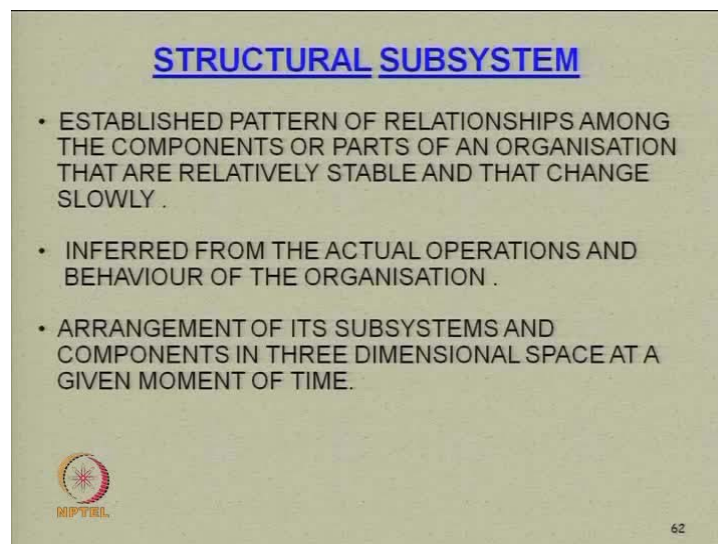 STRUCTURAL SUBSYSTEM
• ESTABLISHED PATTERN OF RELATIONSHIPS AMONG
THE COMPONENTS OR PARTS OF AN ORGANISATION
THAT ARE RELATIVELY STABLE AND THAT CHANGE
SLOWLY .
• INFERRED FROM THE ACTUAL OPERATIONS AND
BEHAVIOUR OF THE ORGANISATION .
• ARRANGEMENT OF ITS SUBSYSTEMS AND
COMPONENTS IN THREE DIMENSIONAL SPACE AT A
GIVEN MOMENT OF TIME.
NPTEL
62